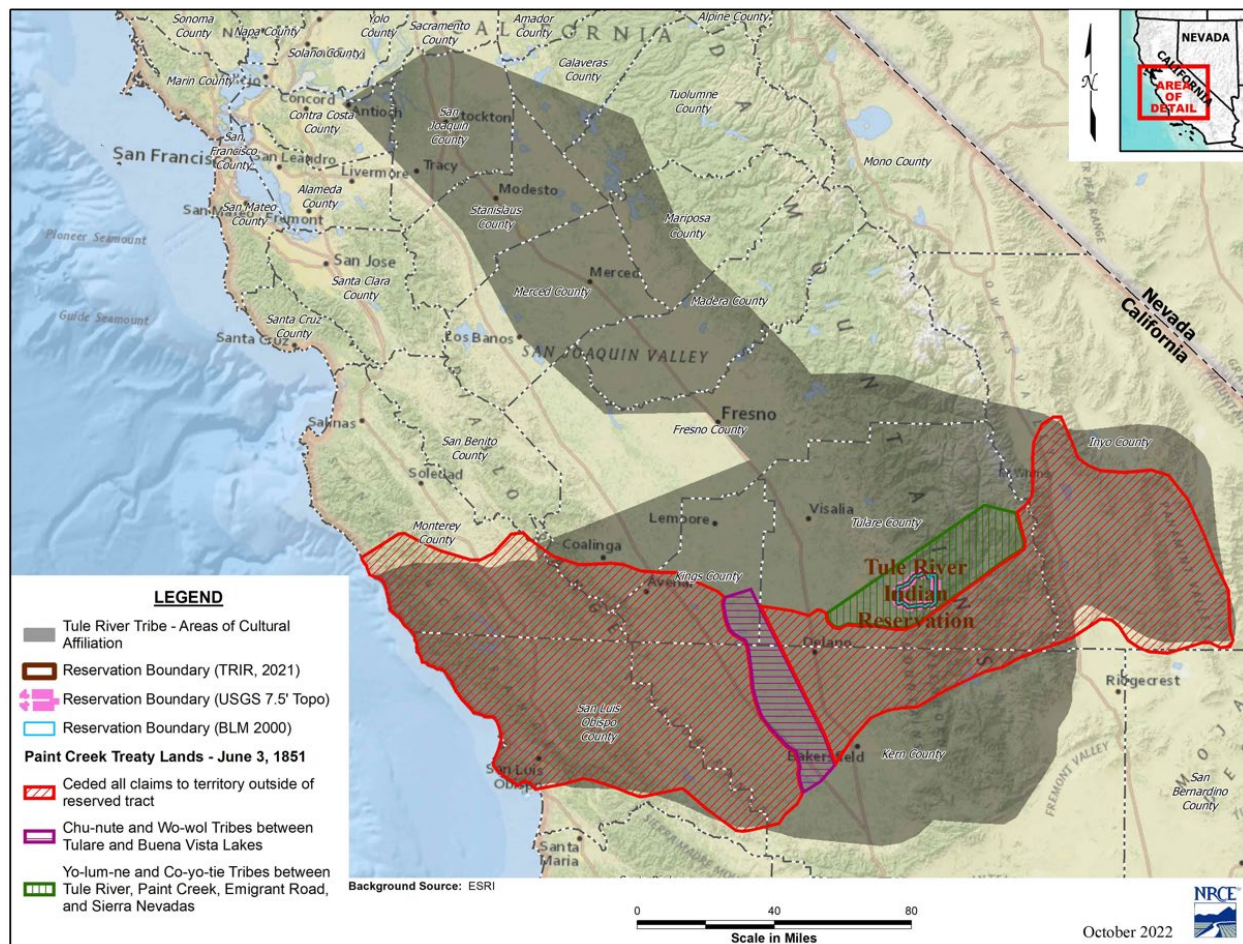 CALIFORNIA
Sonoma
County
Napa
County
Yolo
County
Sacramento
County
Amador
County
Alpine County
Solano
County
Calaveras
County
Marin County
Tuolumne
County
Concord
Contra Costa
County
Antioch
San
Joaquin
County
Stockton
Mono County
San Francisco
San
Francisco
County
San Leandro
Livermore
Tracy
Alameda
County
Modesto
Stanislaus
County
San Mateo
San Mateo
County
Fremont
Mariposa
County
Pioneer Seamount
San Jose
Santa Clara
County
Merced
Merced County
Madera County
Nevada
California
Guide Seamount
Santa Cruz
County
Santa Cruz
Los Banos
SAN JOAQUIN VALLEY
Fresno
Fresno County
Salinas
San Benito
County
Inyo County
Soledad
Lemoore
Visalia
Tulare County
Monterey
County
Coalinga
PANAMINT VALLEY
Kings County
Avenal
Tule River
Indian
Reservation
Delano
Ridgecrest
San Luis
Obispo
County
Bakersfield
Kern County
San Luis
Obispo
FREMONT VALLEY
San
Bernardino
County
Santa
Maria
SIERRA MADRE
N
NEVADA
CALIFORNIA
AREA
OF
DETAIL
LEGEND
Tule River Tribe - Areas of Cultural
Affiliation
Reservation Boundary (TRIR, 2021)
Reservation Boundary (USGS 7.5' Topo)
Reservation Boundary (BLM 2000)
Paint Creek Treaty Lands - June 3, 1851
Ceded all claims to territory outside of
reserved tract
Chu-nute and Wo-wol Tribes between
Tulare and Buena Vista Lakes
Yo-lum-ne and Co-yo-tie Tribes between
Tule River, Paint Creek, Emigrant Road,
and Sierra Nevadas
Background Source: ESRI
0 20 40 80
Scale in Miles
October 2022
NRCE